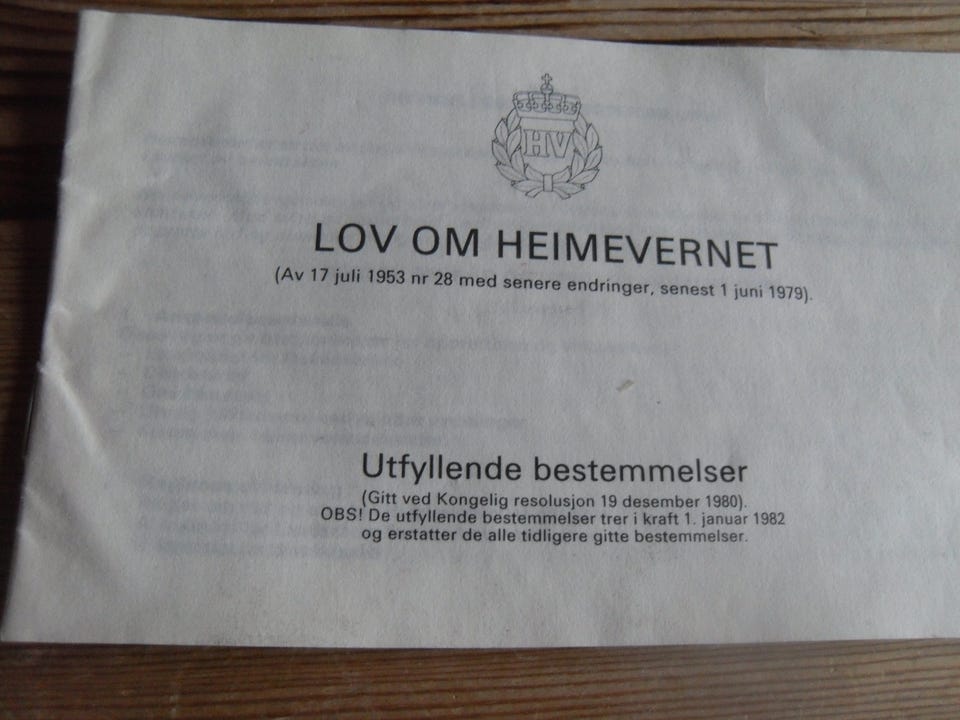 HV
LOV OM HEIMEVERNET
(Av 17 juli 1953 nr 28 med senere endringer, senest 1 juni 1979).
Utfyllende bestemmelser
(Gitt ved Kongelig resolusjon 19 desember 1980).
OBS! De utfyllende bestemmelser trer i kraft 1. januar 1982
og erstatter de alle tidligere gitte bestemmelser.